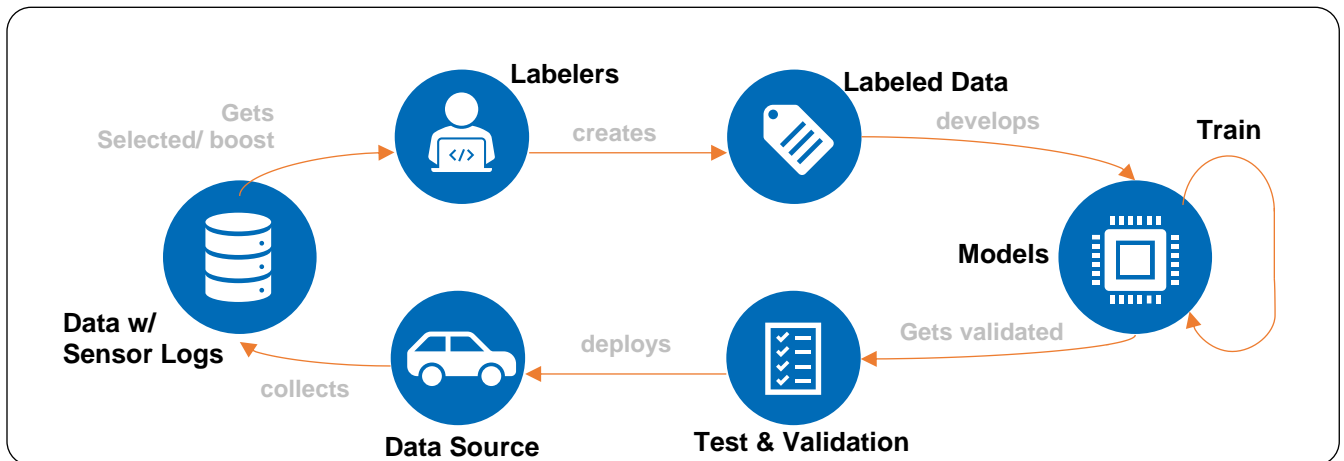 Labelers
Labeled Data
Gets
Selected/ boost
creates
develops
Train
</>
Models
Data w/
Sensor Logs
Gets validated
deploys
collects
Data Source
Test & Validation